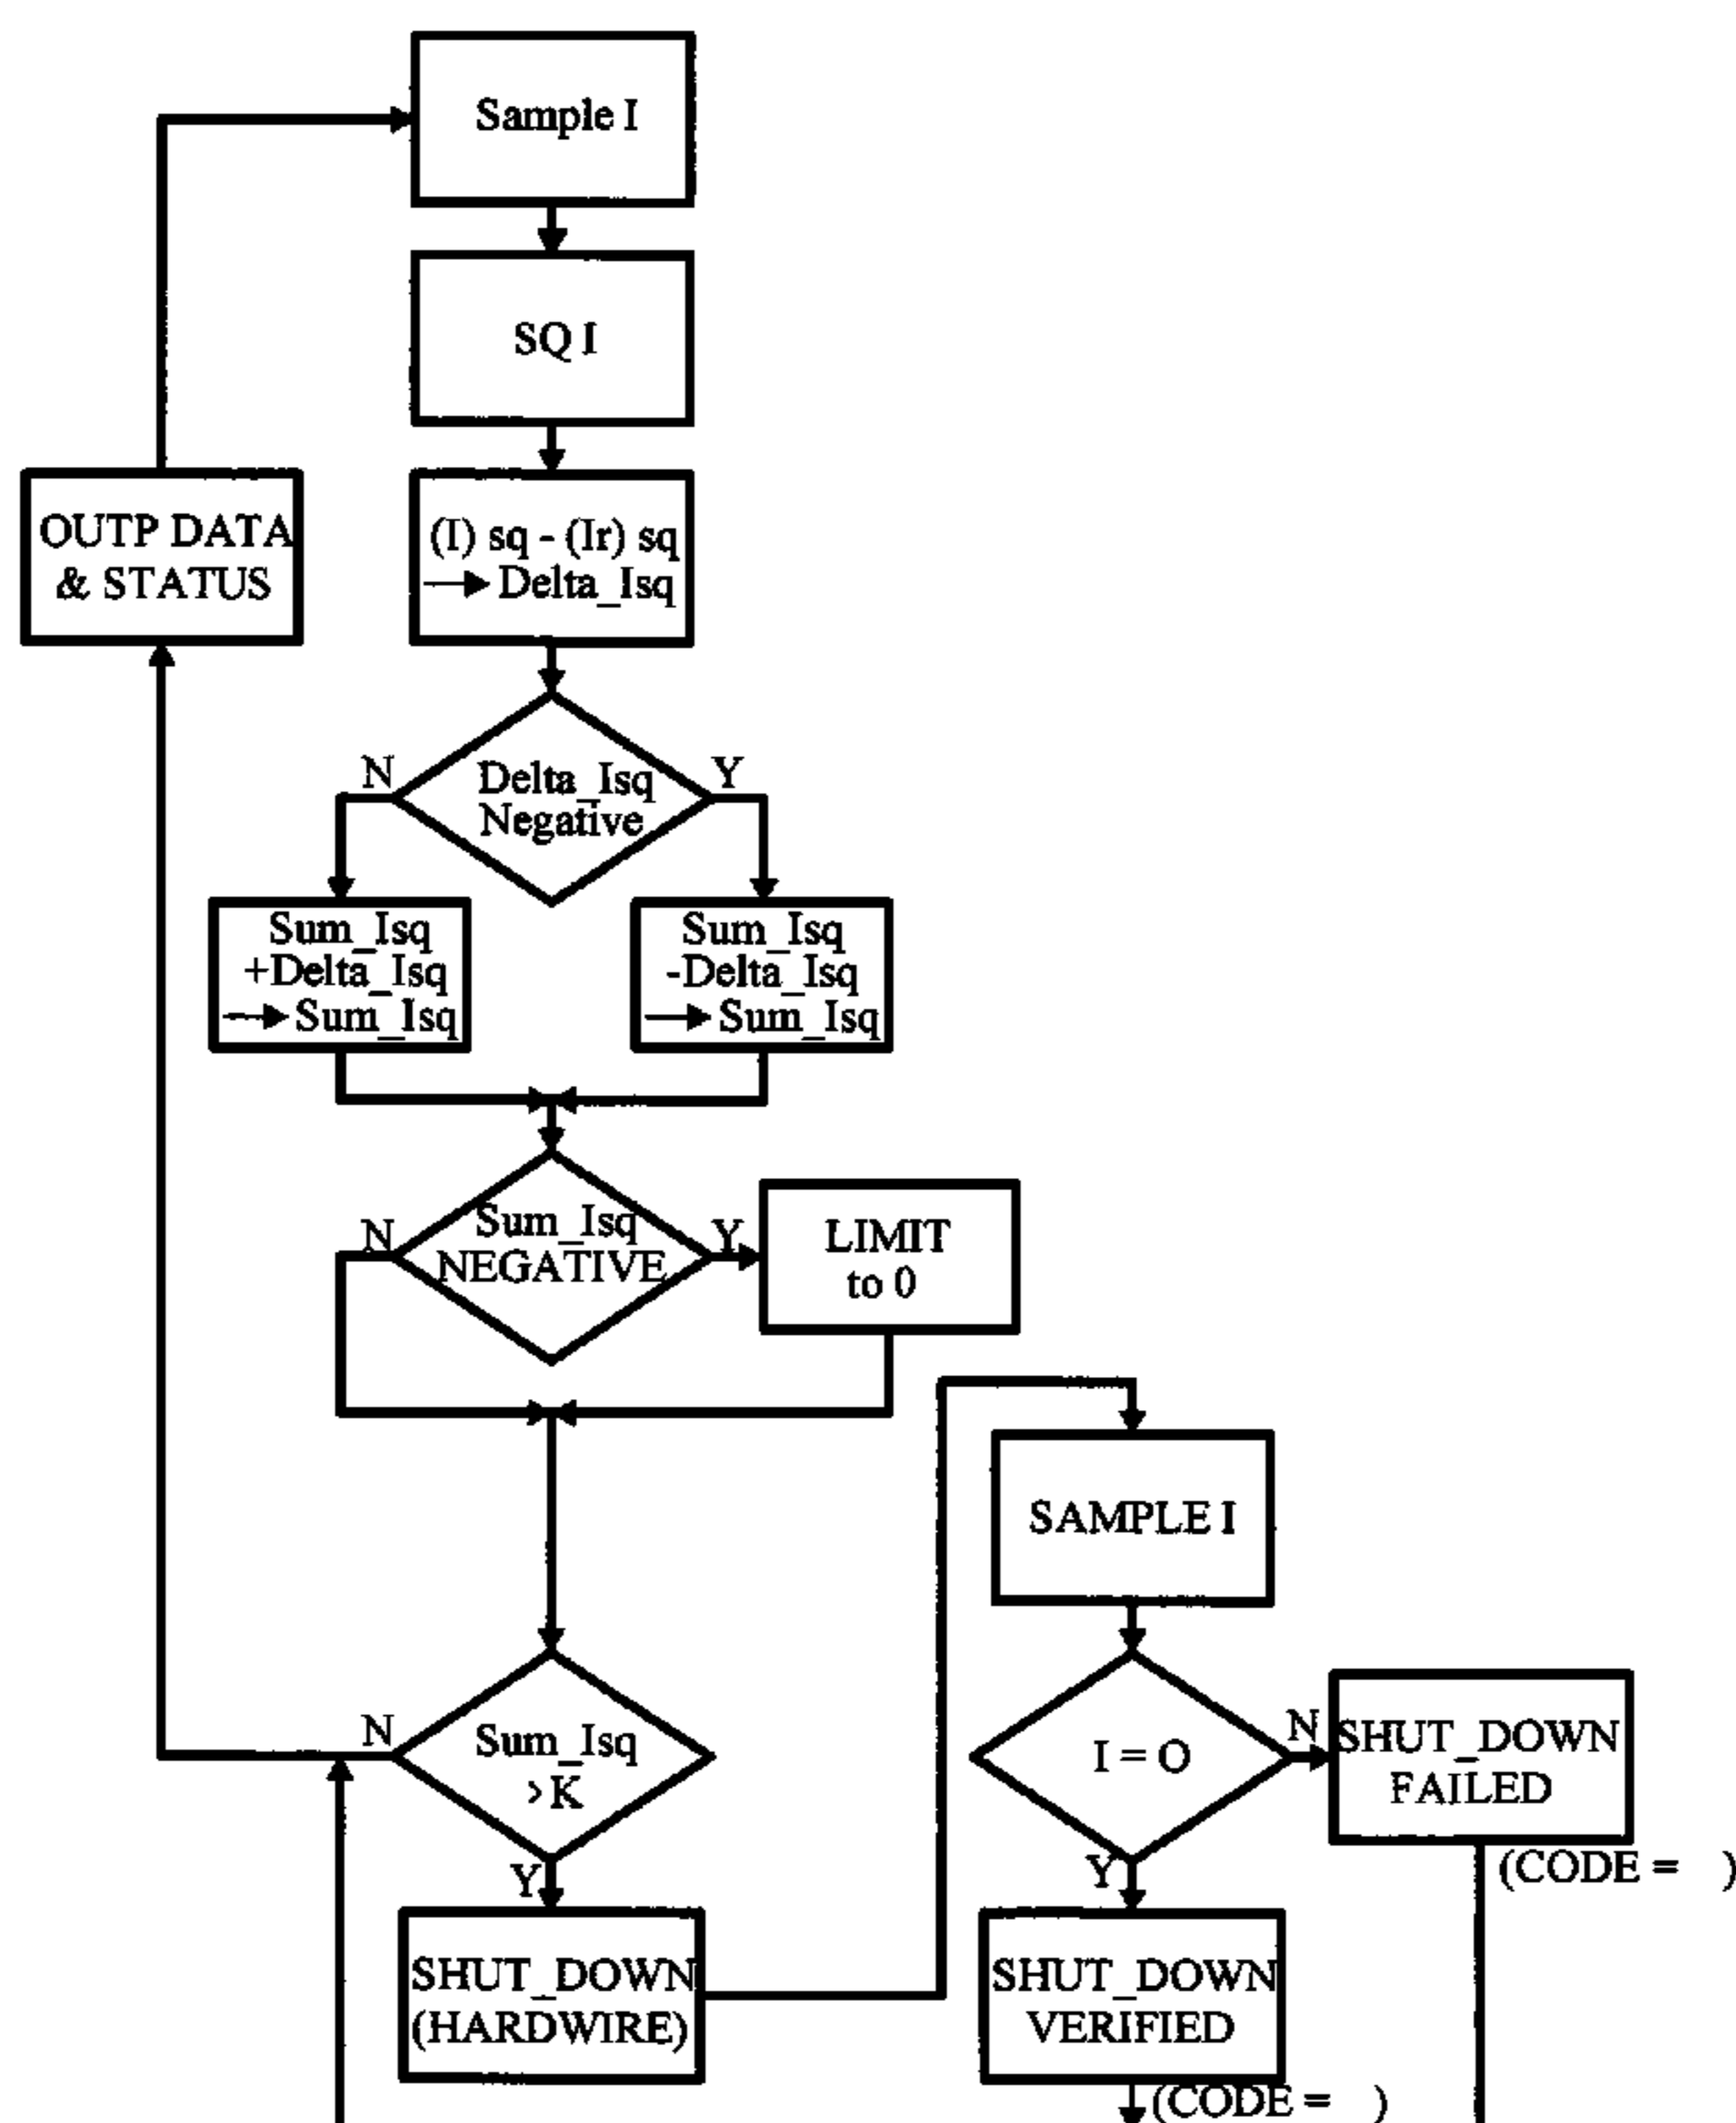 Sample I
SQ I
OUTP DATA
& STATUS
(I) sq - (Ir) sq
Delta_Isq
N
Delta_Isq
Negative
Y
Sum_Isq
+Delta_Isq
Sum_Isq
Sum_Isq
-Delta_Isq
Sum_Isq
N
Sum_Isq
NEGATIVE
Y
LIMIT
to 0
SAMPLE I
N
Sum_Isq
>K
Y
I = O
N
SHUT_DOWN
FAILED
(CODE = )
Y
SHUT_DOWN
(HARDWIRE)
SHUT_DOWN
VERIFIED
(CODE = )